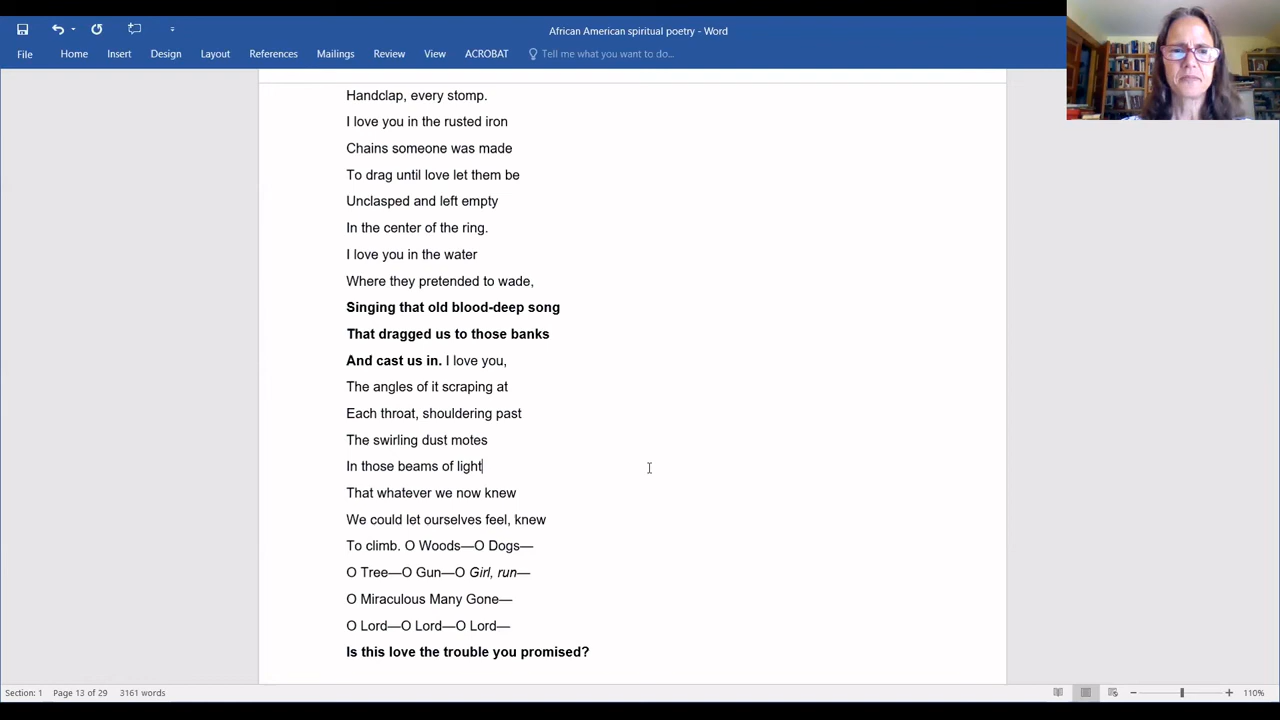 African American spiritual poetry - Word
File Home Insert Design Layout References Mailings Review View ACROBAT Tell me what you want to do...
Handclap, every stomp.
I love you in the rusted iron
Chains someone was made
To drag until love let them be
Unclasped and left empty
In the center of the ring.
I love you in the water
Where they pretended to wade,
Singing that old blood-deep song
That dragged us to those banks
And cast us in. I love you,
The angles of it scraping at
Each throat, shouldering past
The swirling dust motes
In those beams of light
That whatever we now knew
We could let ourselves feel, knew
To climb. O Woods—O Dogs—
O Tree—O Gun—O Girl, run—
O Miraculous Many Gone—
O Lord—O Lord—O Lord—
Is this love the trouble you promised?
Section: 1 Page 13 of 29 3161 words 110%